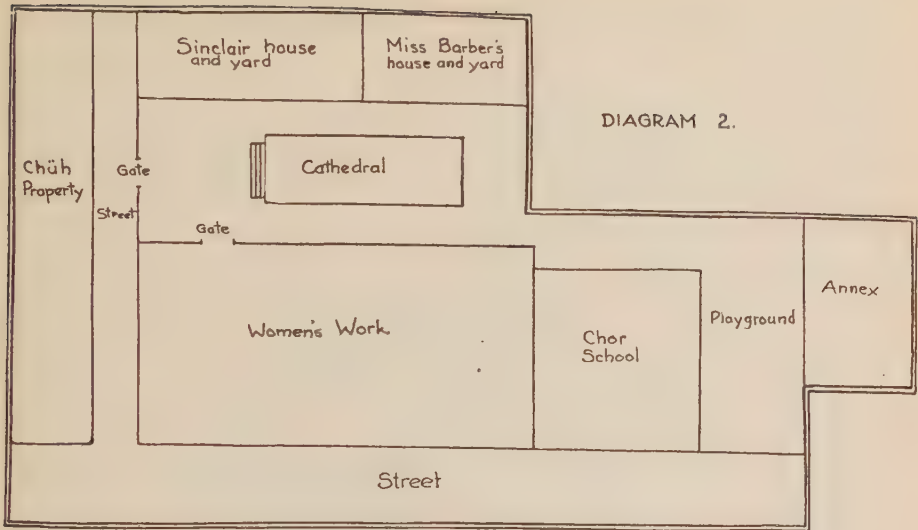 Sinclair house
and yard
Miss Barber's
house and yard
DIAGRAM 2.
Chüh
Property
Gate
Cathedral
Street
Gate
Women's Work
Chor
School
Playground
Annex
Street